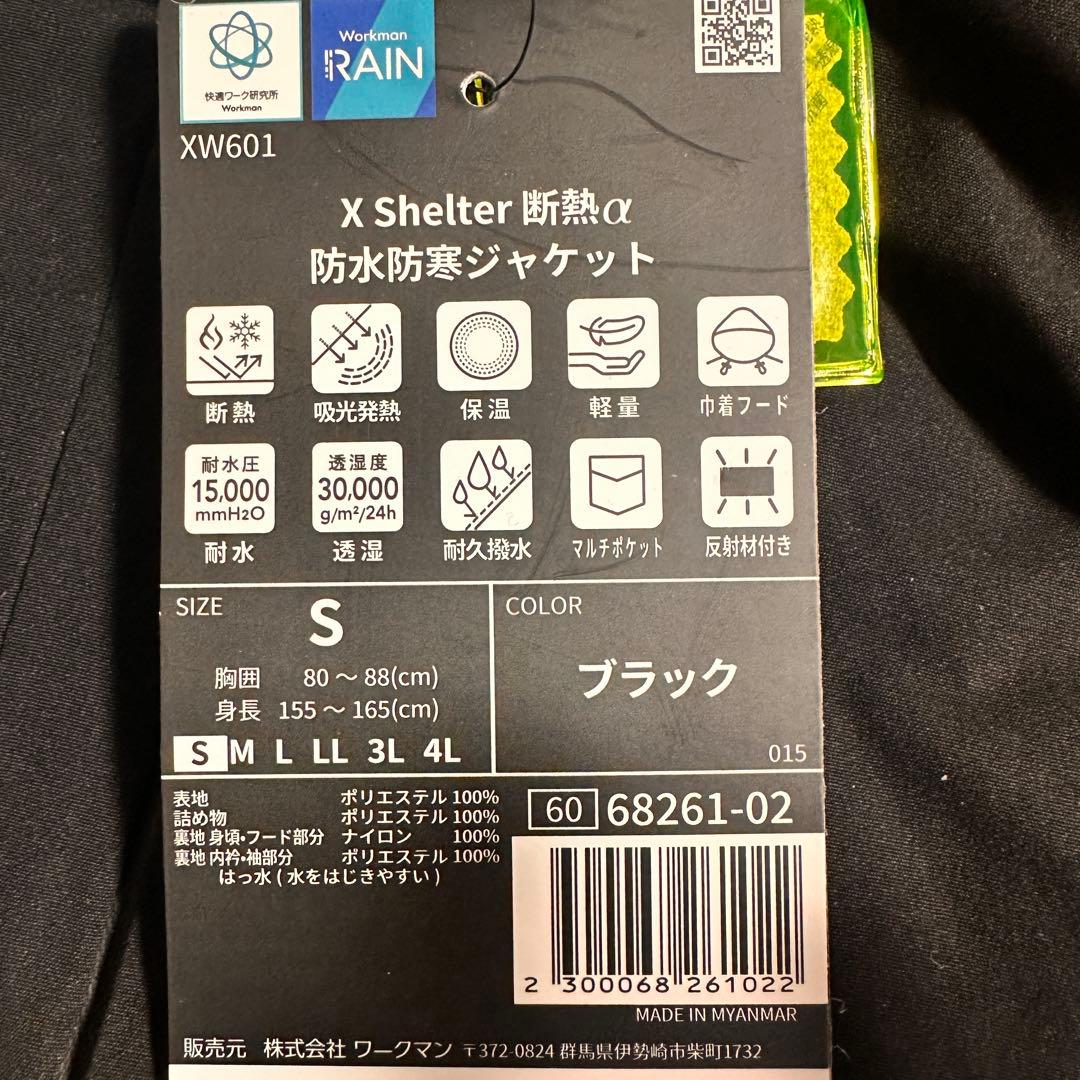 快適ワーク研究所
Workman
Workman
RAIN
XW601
X Shelter 断熱α
防水防寒ジャケット
断熱
吸光発熱
保温
軽量
巾着フード
耐水圧
15,000
mmH2O
耐水
透湿度
30,000
g/m²/24h
透湿
耐久撥水
マルチポケット
反射材付き
SIZE
S
胸囲 80～88(cm)
身長 155～165(cm)
S M L LL 3L 4L
COLOR
ブラック
015
表地 ポリエステル 100%
詰め物 ポリエステル 100%
裏地 身頃・フード部分 ナイロン 100%
裏地 内衿・袖部分 ポリエステル 100%
はっ水 ( 水をはじきやすい )
60 68261-02
2 300068 261022
MADE IN MYANMAR
販売元 株式会社 ワークマン 〒372-0824 群馬県伊勢崎市柴町1732